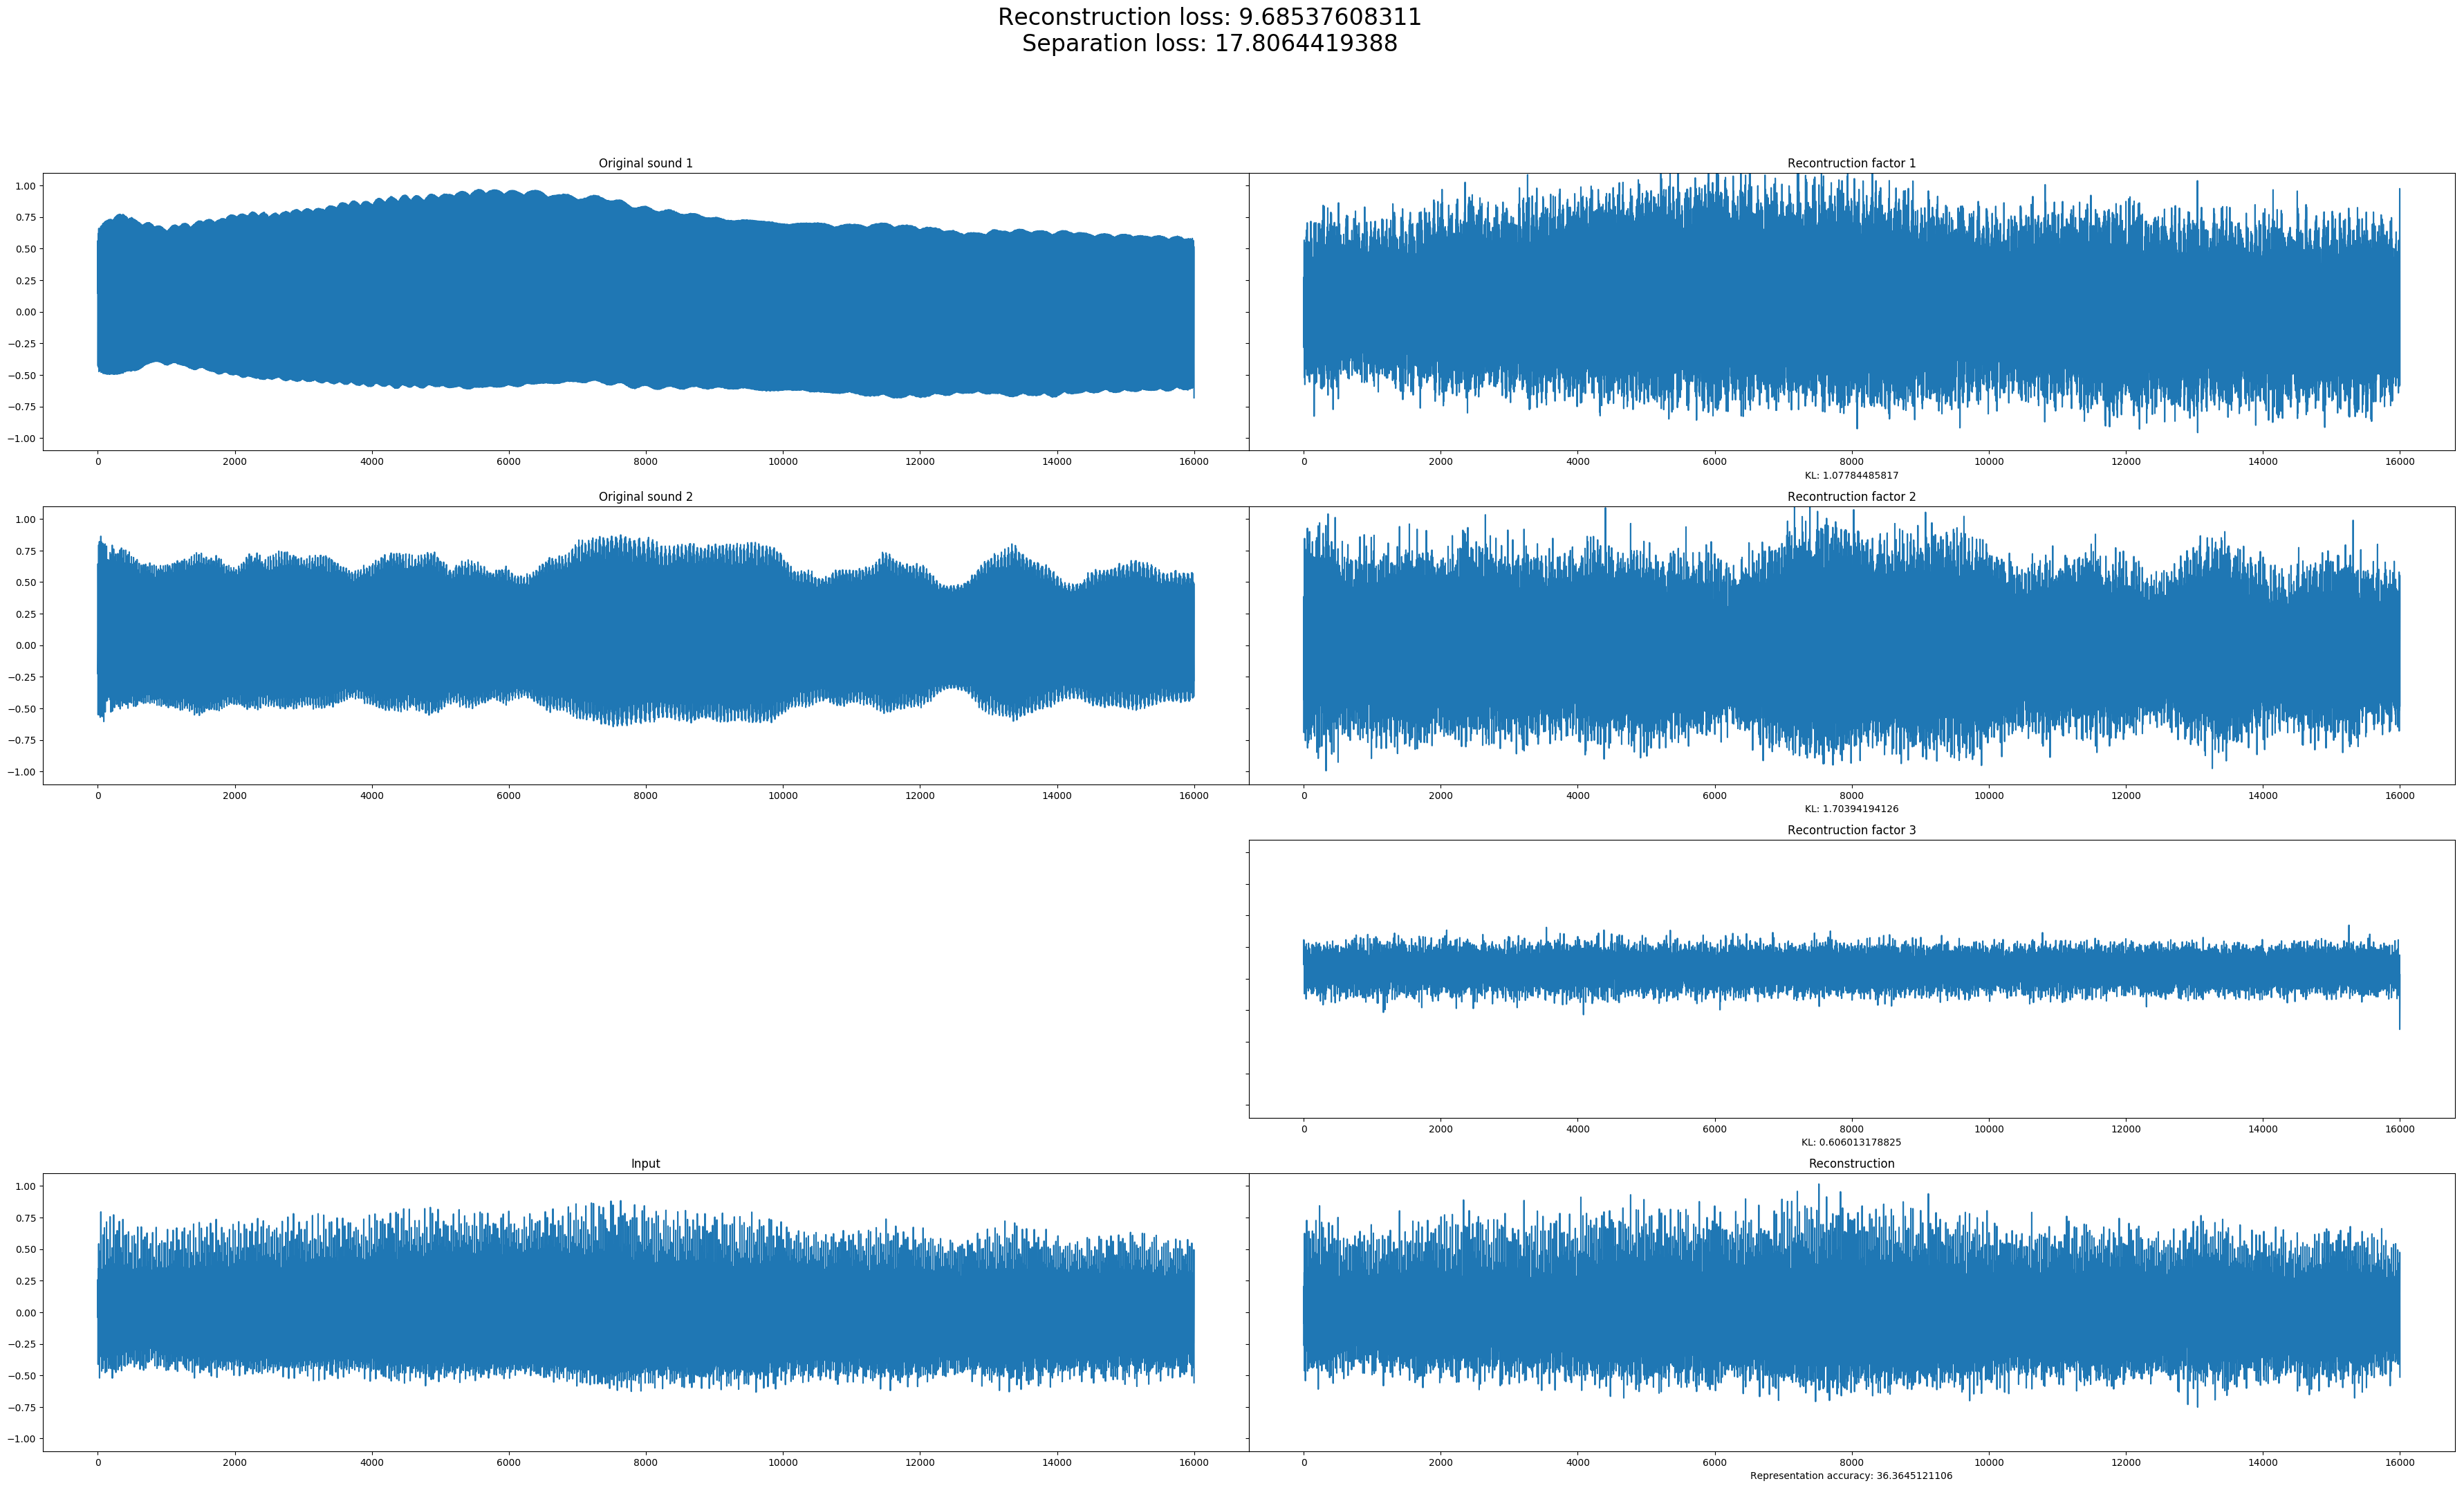 Reconstruction loss: 9.68537608311
Separation loss: 17.8064419388
Original sound 1
Recontruction factor 1
1.00
0.75
0.50
0.25
0.00
−0.25
−0.50
−0.75
−1.00
0 2000 4000 6000 8000 10000 12000 14000 16000
0 2000 4000 6000 8000 10000 12000 14000 16000
KL: 1.07784485817
Original sound 2
Recontruction factor 2
1.00
0.75
0.50
0.25
0.00
−0.25
−0.50
−0.75
−1.00
0 2000 4000 6000 8000 10000 12000 14000 16000
0 2000 4000 6000 8000 10000 12000 14000 16000
KL: 1.70394194126
Recontruction factor 3
0 2000 4000 6000 8000 10000 12000 14000 16000
KL: 0.606013178825
Input
Reconstruction
1.00
0.75
0.50
0.25
0.00
−0.25
−0.50
−0.75
−1.00
0 2000 4000 6000 8000 10000 12000 14000 16000
0 2000 4000 6000 8000 10000 12000 14000 16000
Representation accuracy: 36.3645121106